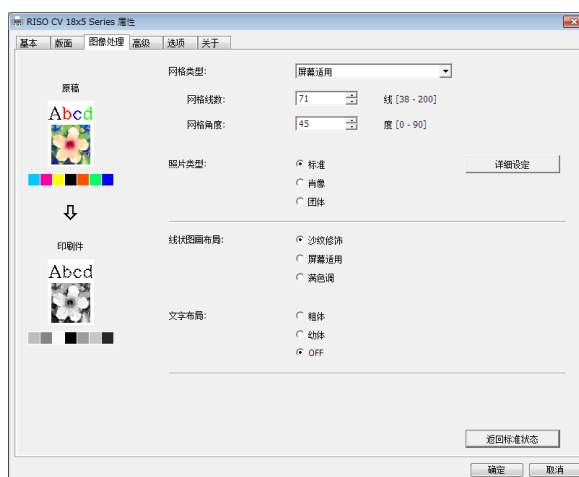 RISO CV 18x5 Series 属性
基本 版面 图像处理 高级 选项 关于
网格类型: 屏幕适用
原稿
Abcd
网格线数: 71 线 [38 - 200]
网格角度: 45 度 [0 - 90]
照片类型: 标准 详细设定
肖像
团体
印刷件
Abcd
线状图画布局: 沙纹修饰
屏幕适用
满色调
文字布局: 粗体
幼体
OFF
返回标准状态
确定 取消